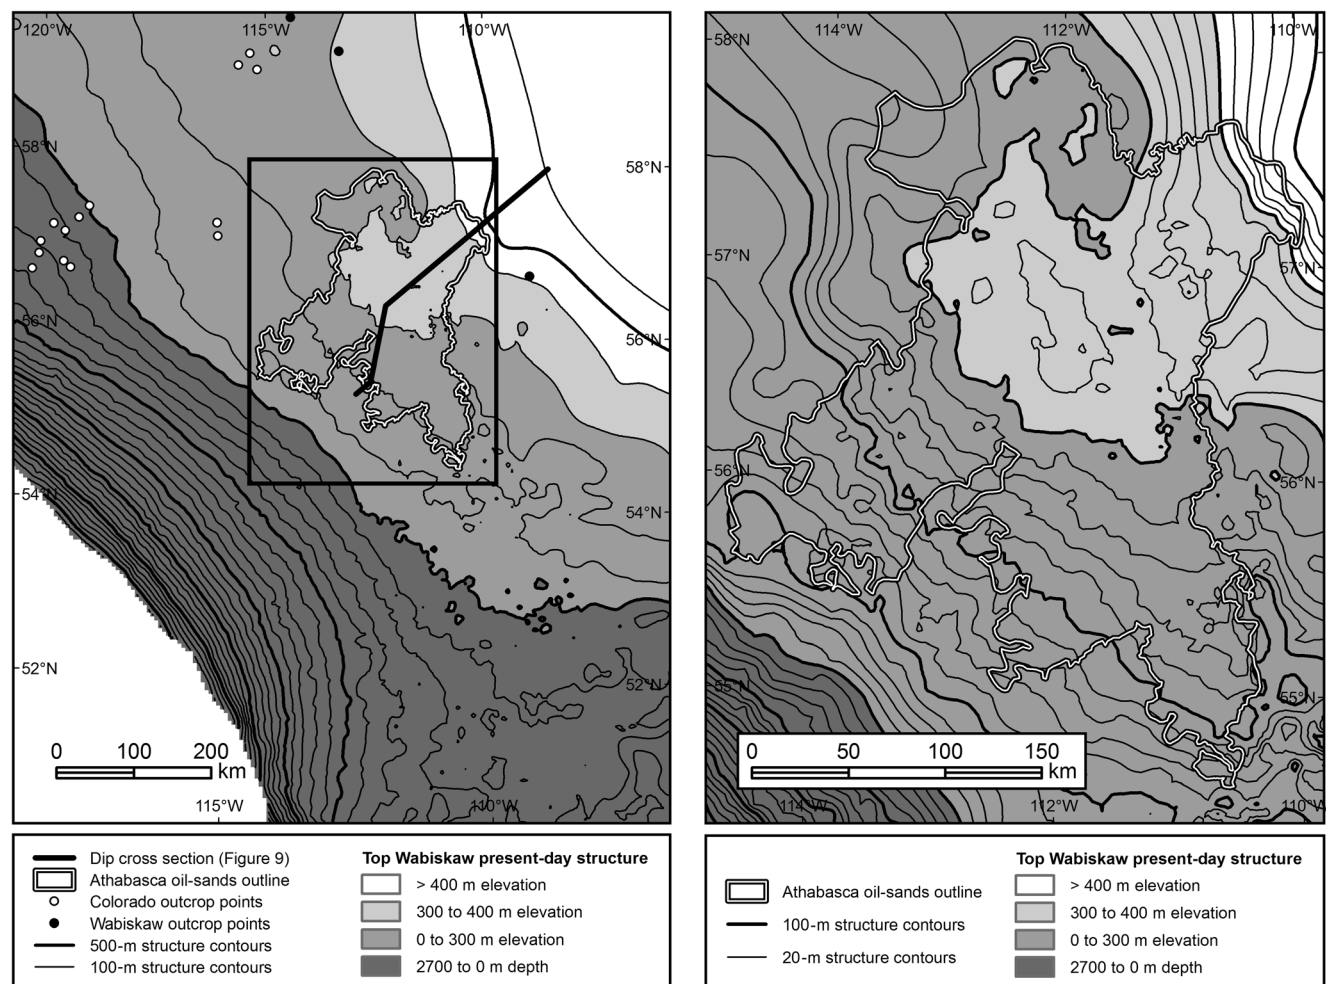 120°W 115°W 110°W
58°N 58°N
56°N 56°N
54°N 54°N
52°N 52°N
0 100 200
km
115°W 110°W
Dip cross section (Figure 9)
Athabasca oil-sands outline
Colorado outcrop points
Wabiskaw outcrop points
500-m structure contours
100-m structure contours
Top Wabiskaw present-day structure
> 400 m elevation
300 to 400 m elevation
0 to 300 m elevation
2700 to 0 m depth
114°W 112°W 110°W
58°N
57°N 57°N
56°N 56°N
55°N 55°N
0 50 100 150
km
114°W 112°W 110°W
Athabasca oil-sands outline
100-m structure contours
20-m structure contours
Top Wabiskaw present-day structure
> 400 m elevation
300 to 400 m elevation
0 to 300 m elevation
2700 to 0 m depth